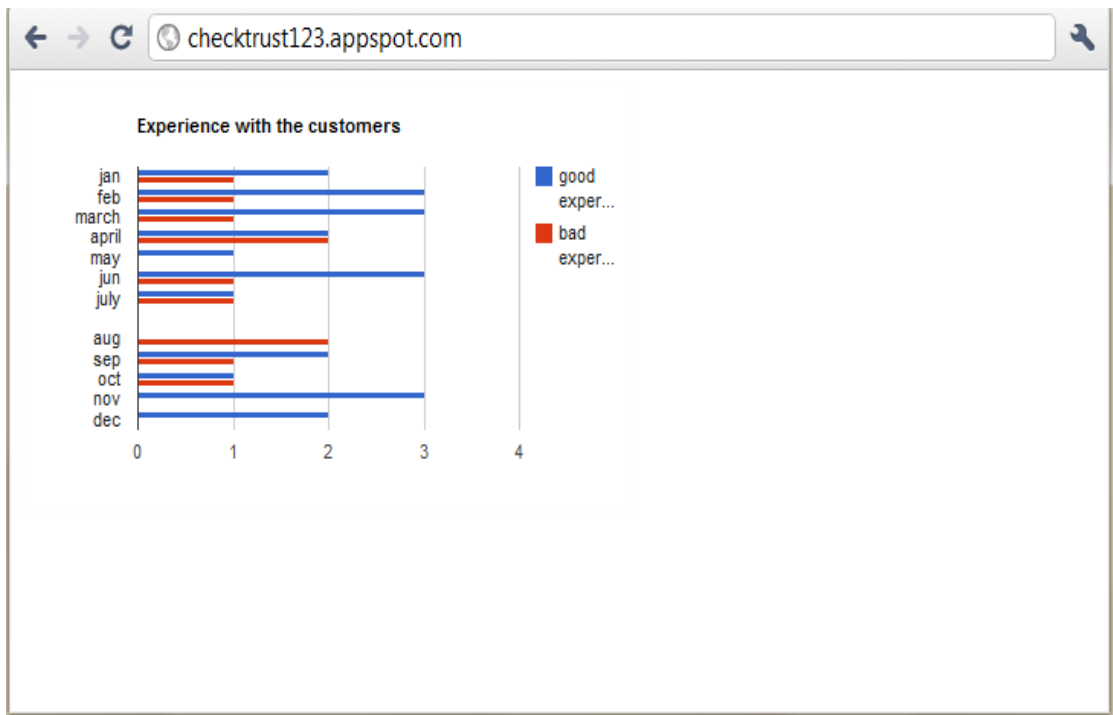 checktrust123.appspot.com
Experience with the customers
jan
feb
march
april
may
jun
july
aug
sep
oct
nov
dec
0 1 2 3 4
good
exper...
bad
exper...